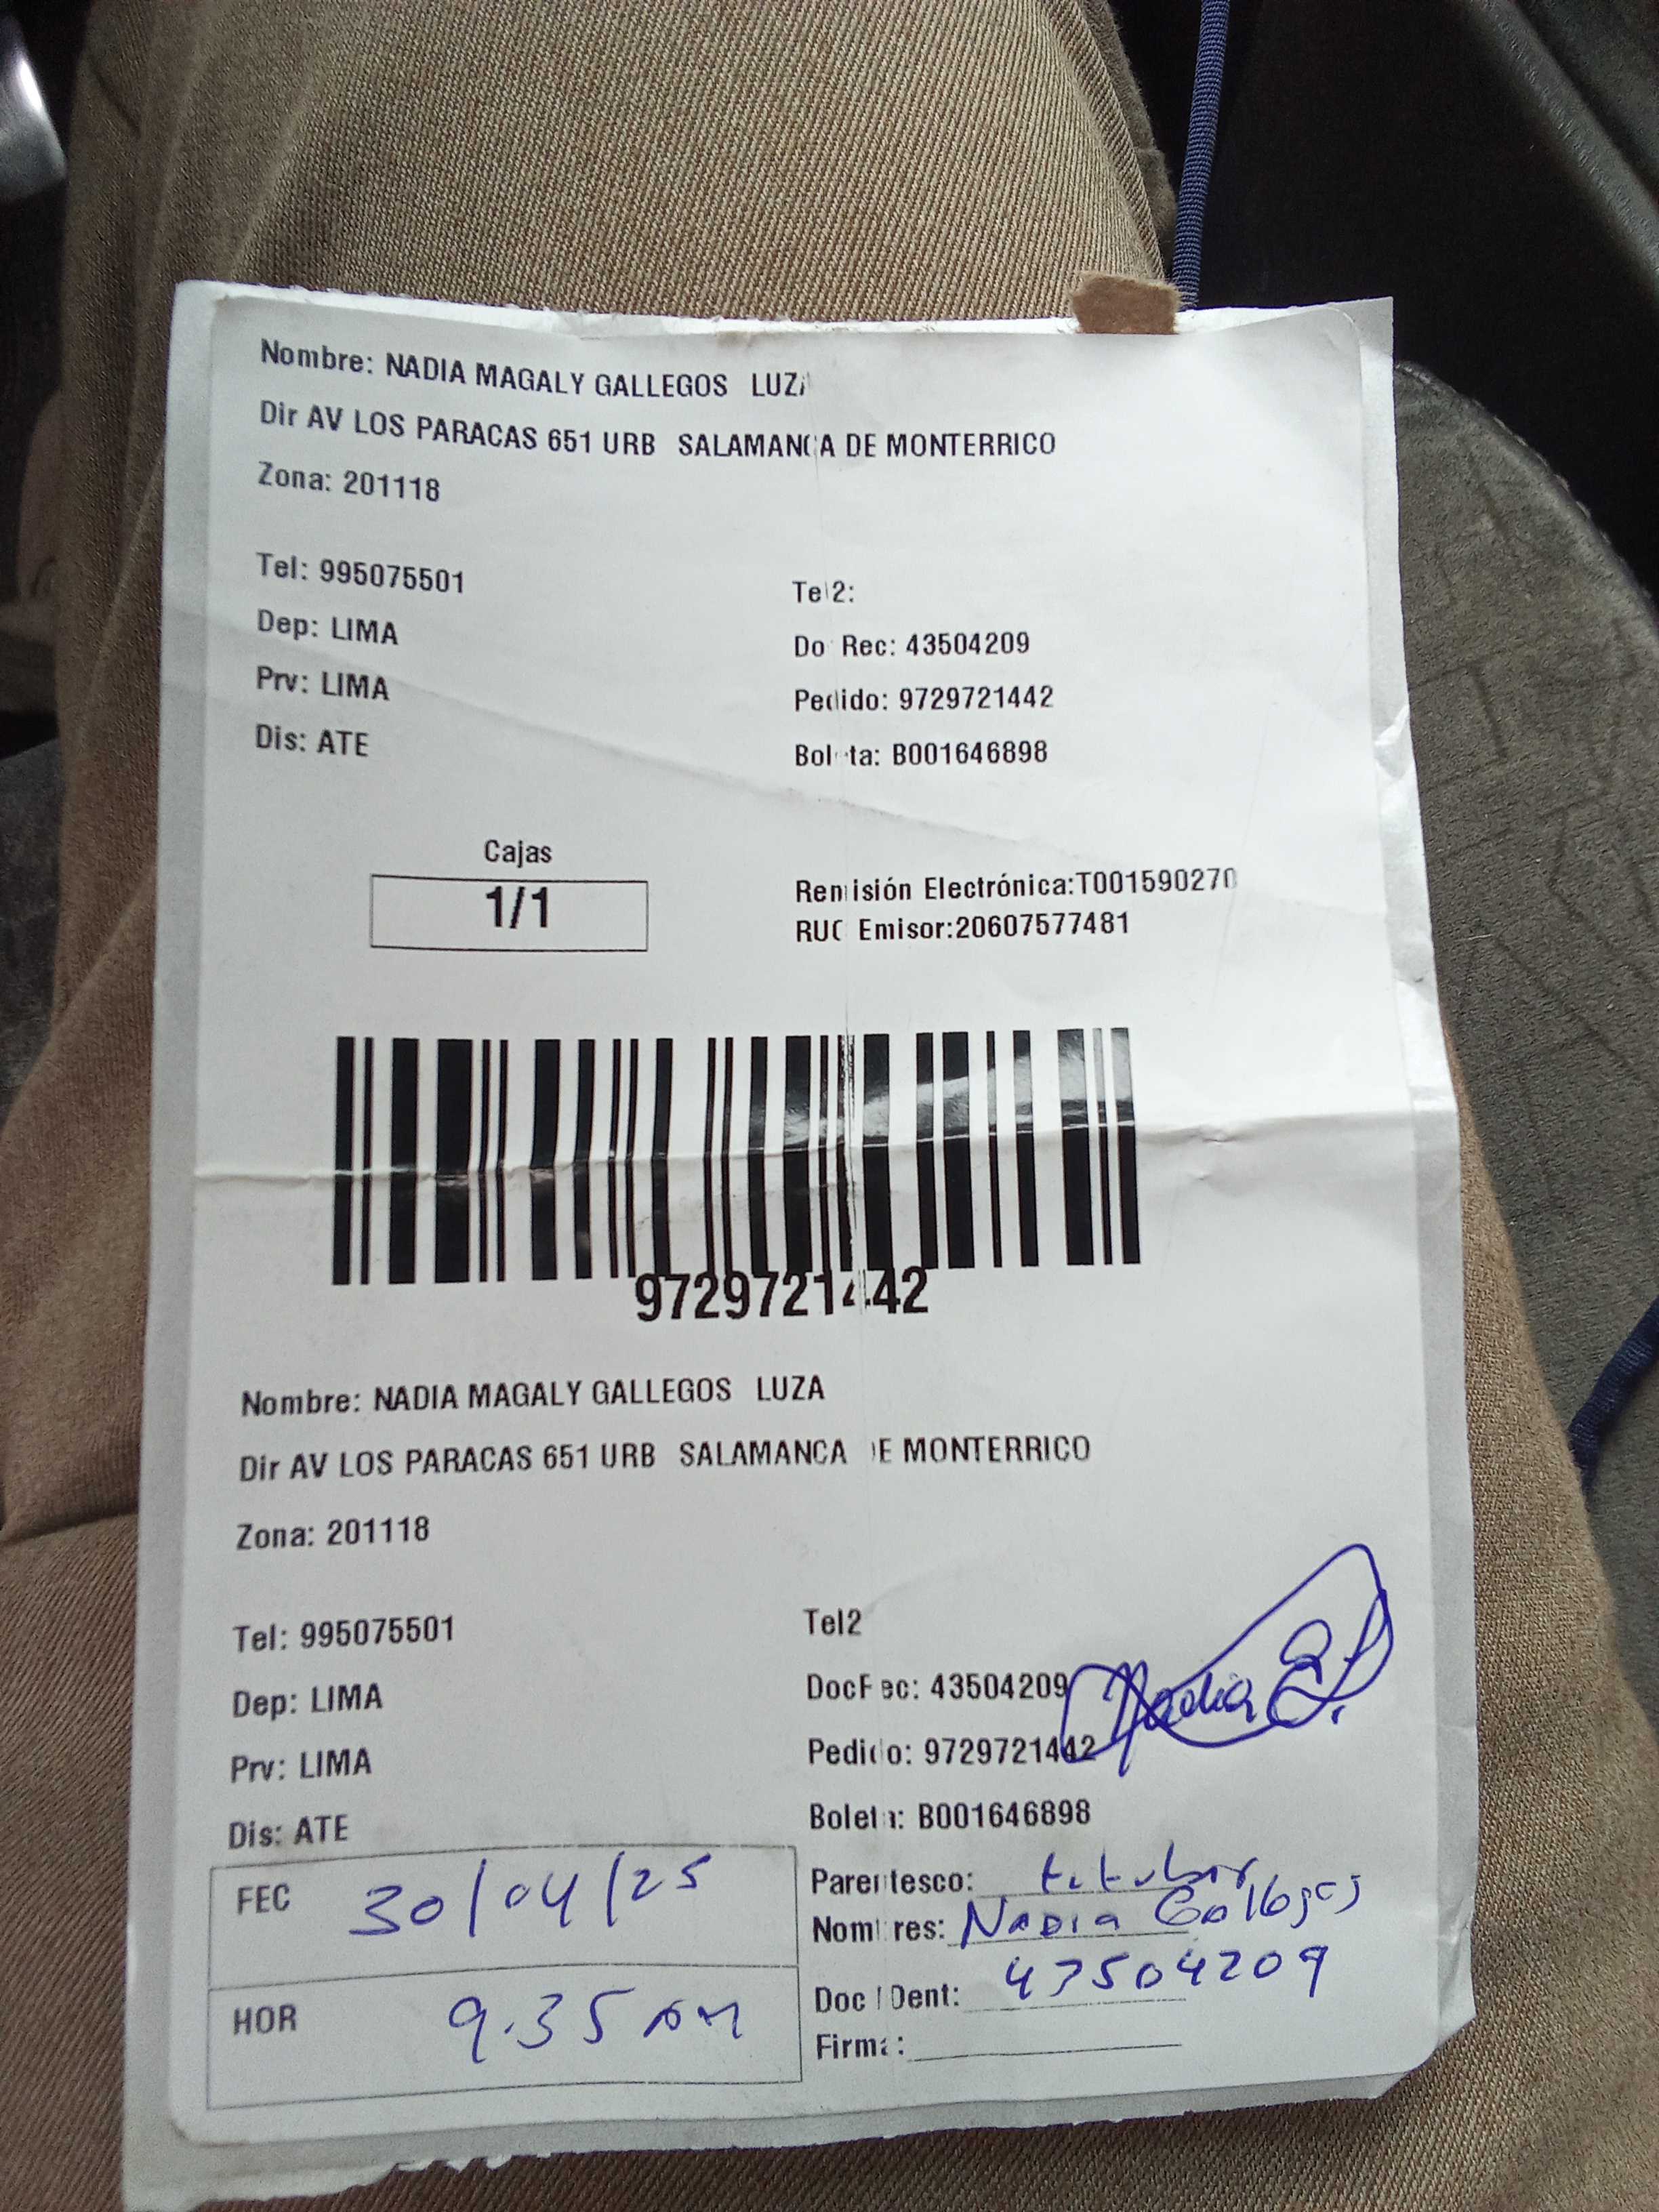 Nombre: NADIA MAGALY GALLEGOS LUZA
Dir AV LOS PARACAS 651 URB SALAMANCA DE MONTERRICO
Zona: 201118
Tel: 995075501
Tel2:
Dep: LIMA
Do Rec: 43504209
Prv: LIMA
Pedido: 9729721442
Dis: ATE
Boleta: B001646898
Cajas
1/1
Remisión Electrónica:T001590270
RUC Emisor:20607577481
9729721442
Nombre: NADIA MAGALY GALLEGOS LUZA
Dir AV LOS PARACAS 651 URB SALAMANCA DE MONTERRICO
Zona: 201118
Tel: 995075501
Tel2
Dep: LIMA
DocRec: 43504209
Nadia
Prv: LIMA
Pedido: 9729721442
Dis: ATE
Boleta: B001646898
FEC 30/04/25
Parentesco: titular
Nombres: NADIA Gallegos
HOR 9.35 AM
Doc IDent: 43504209
Firma: